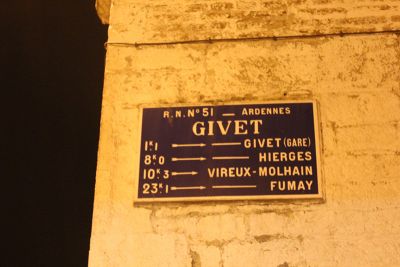 R.N.N° 51 — ARDENNES
GIVET
1K1 → GIVET (GARE)
8K0 → HIERGES
10K3 → VIREUX-MOLHAIN
23K1 → FUMAY